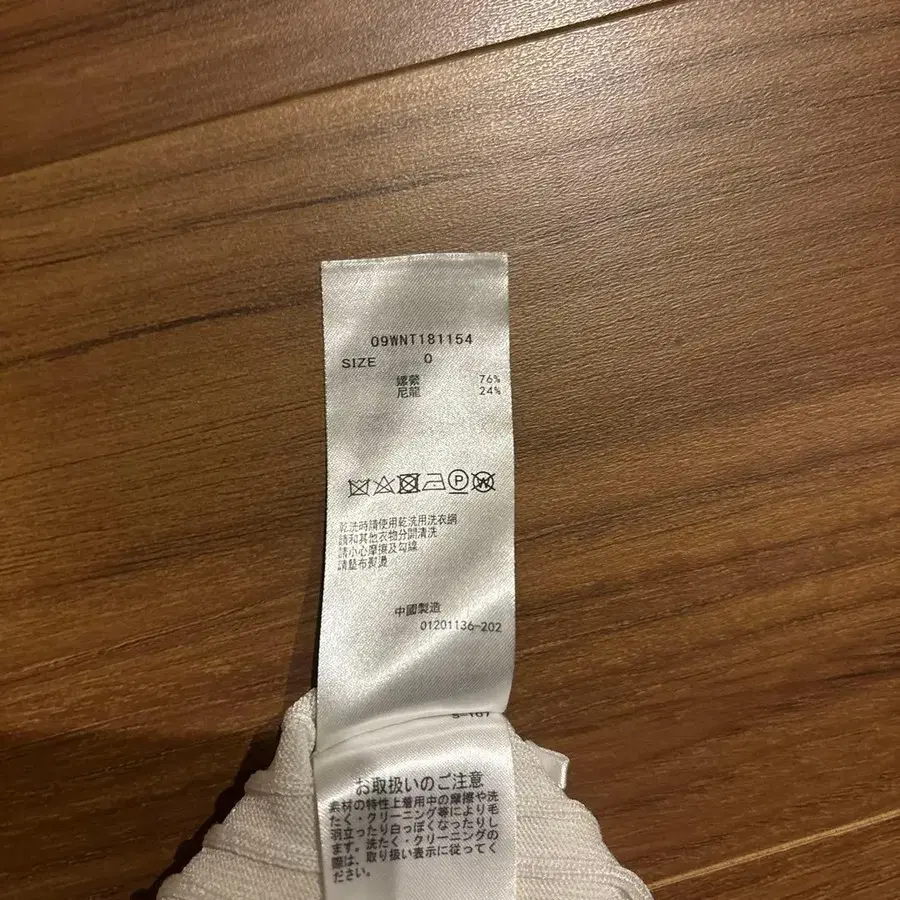 09WNT181154
SIZE 0
嫘縈 76%
尼龍 24%
P
W
乾洗時請使用乾洗用洗衣網
請和其他衣物分開清洗
請小心摩擦及勾線
請墊布熨燙
中國製造
01201136-202
S-107
お取扱いのご注意
素材の特性上着用中の摩擦や洗
たく・クリーニング等により毛
羽立ったり白っぽくなったりし
ます。洗たく・クリーニングの
際は、取り扱い表示に従ってく
ださい。